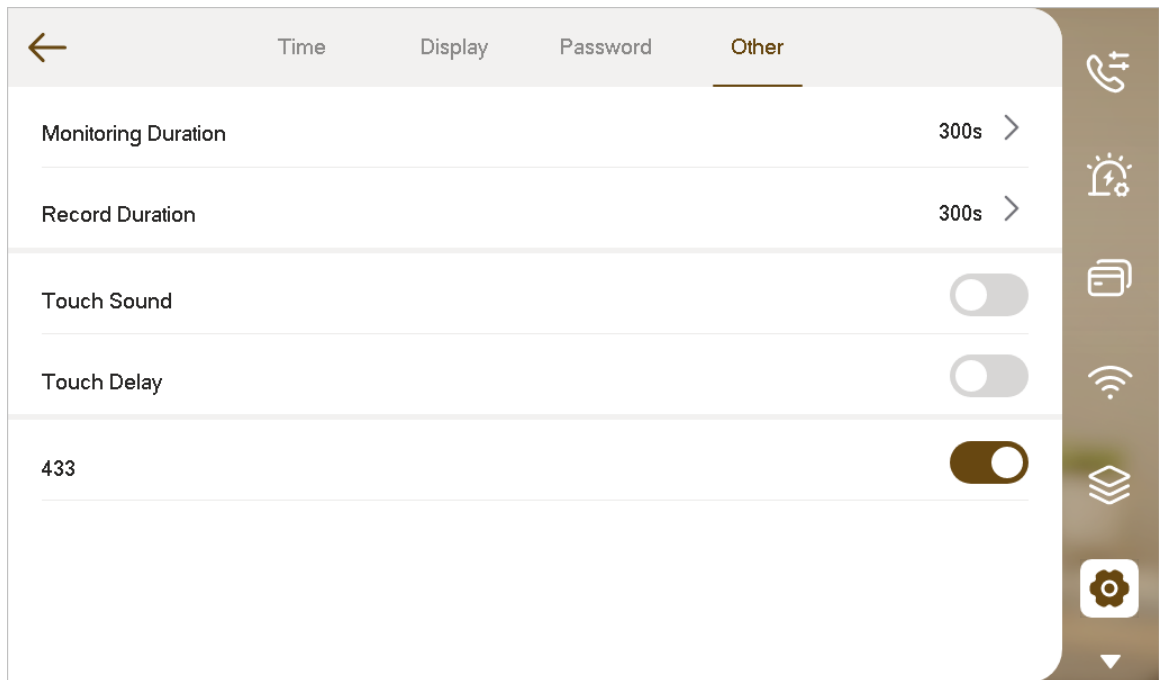 Time Display Password Other
Monitoring Duration 300s
Record Duration 300s
Touch Sound
Touch Delay
433